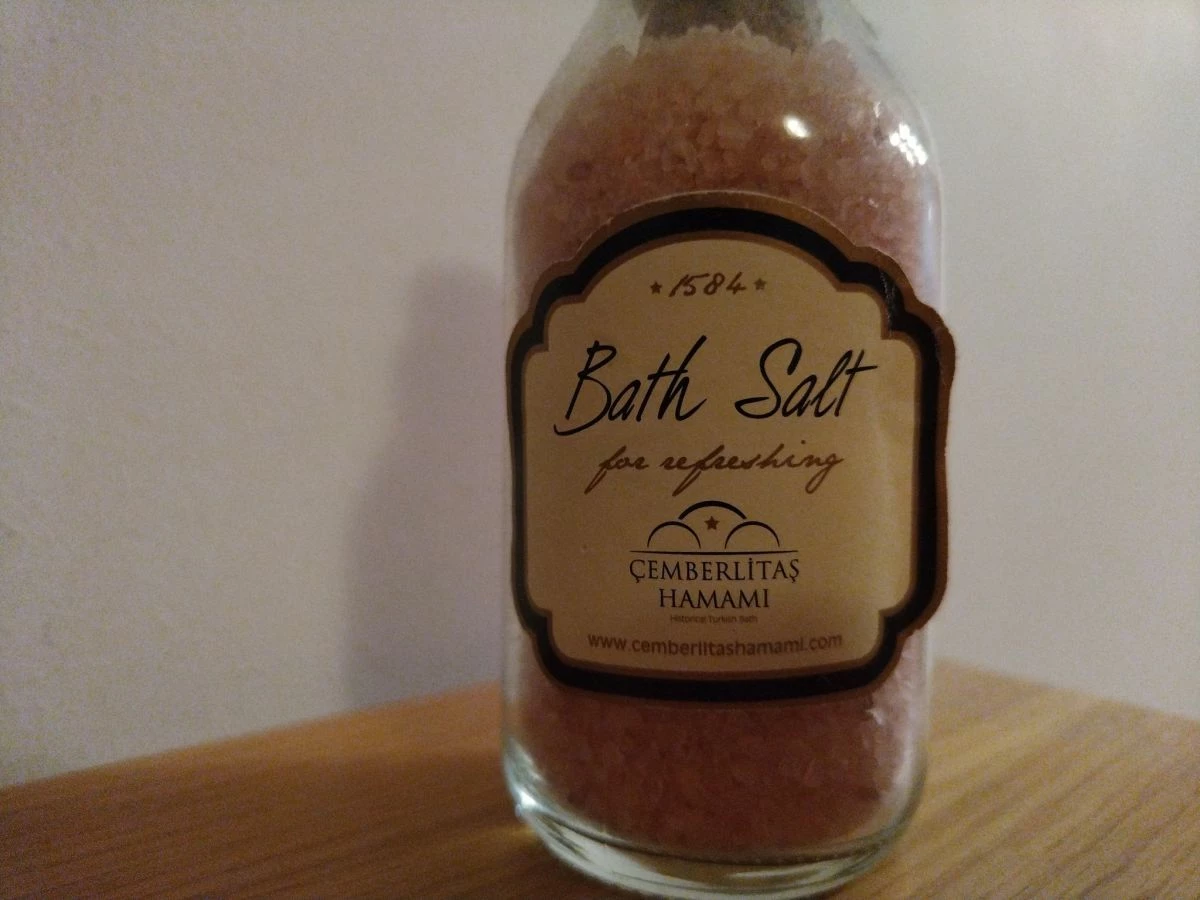 1584
Bath Salt
for refreshing
ÇEMBERLİTAŞ
HAMAMI
Historical Turkish Bath
www.cemberlitashamami.com